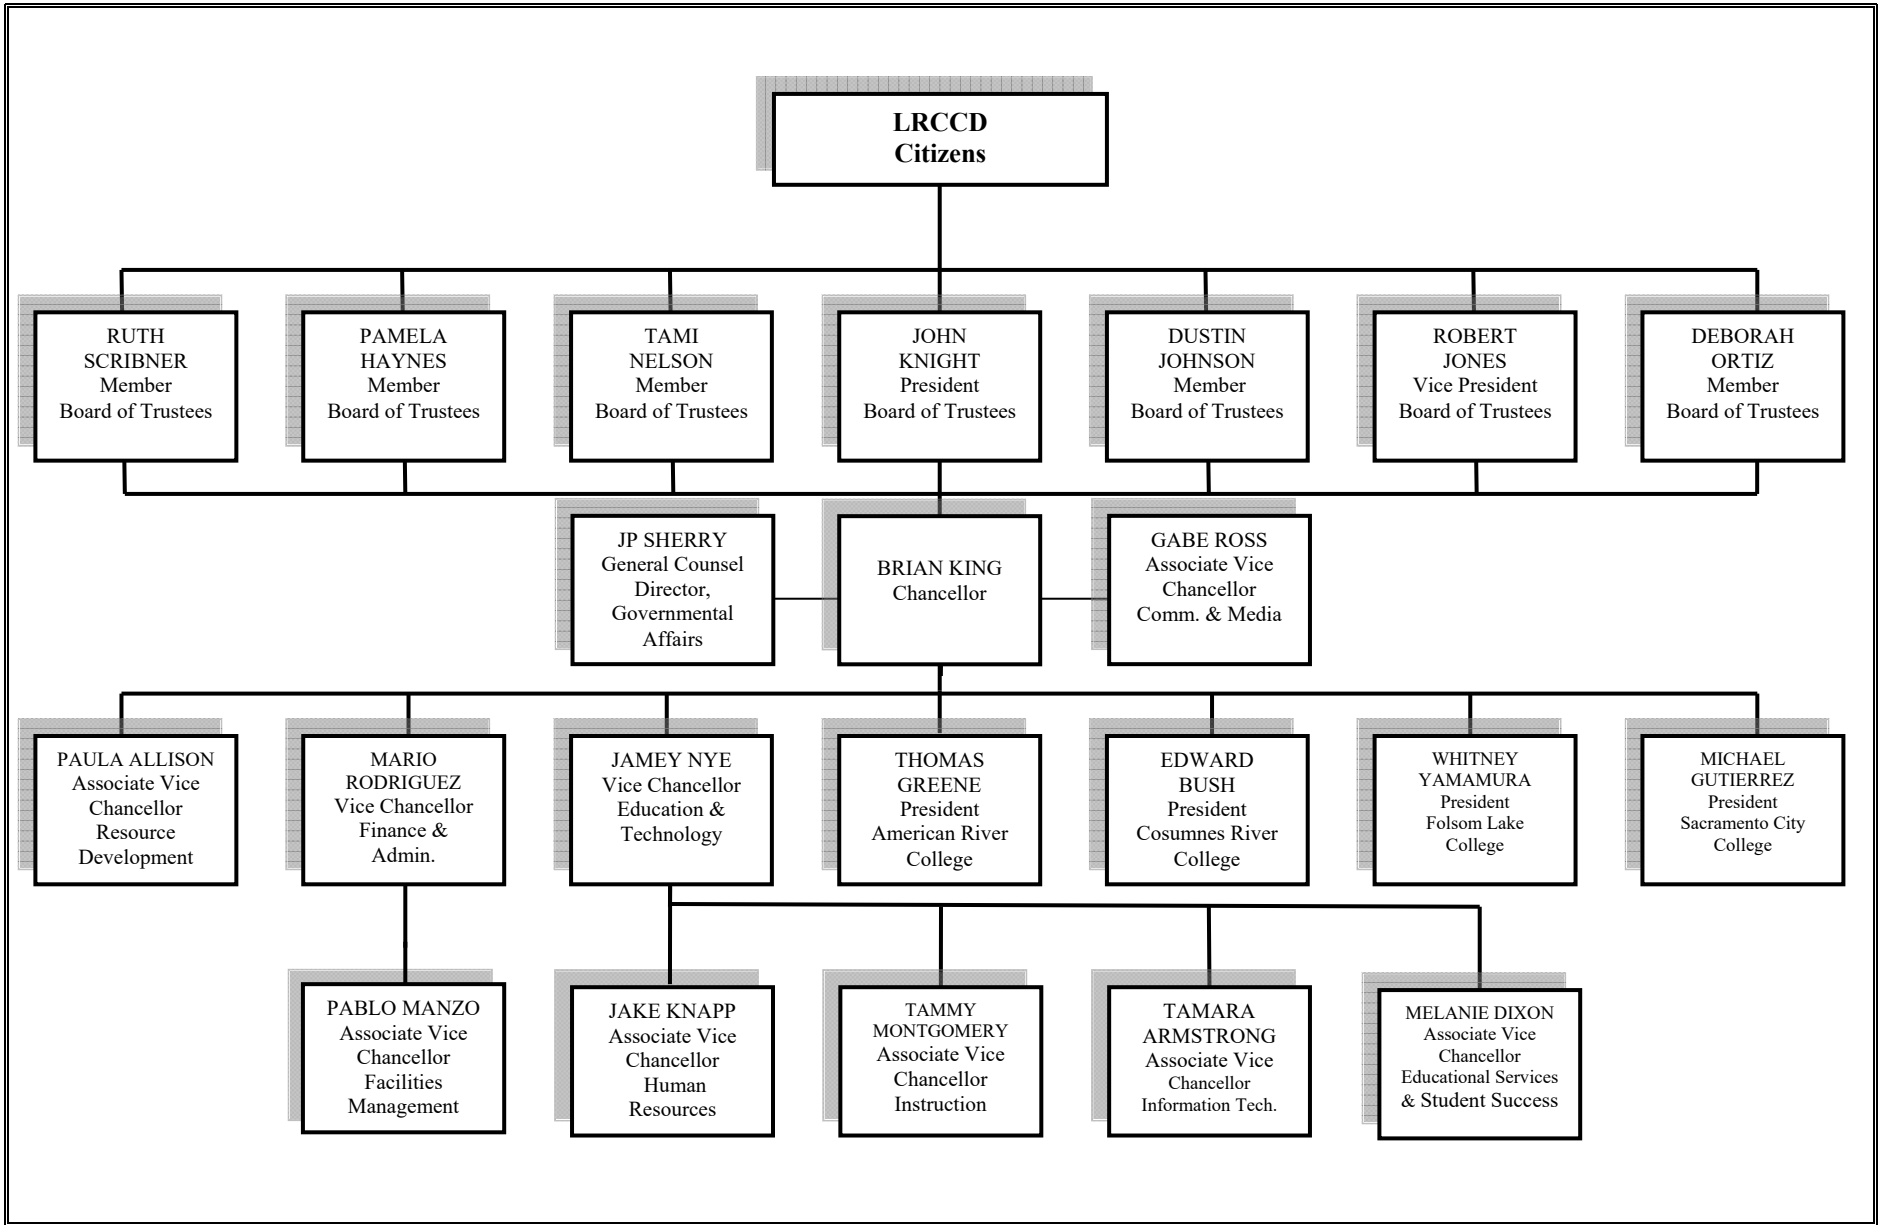 LRCCD
Citizens
RUTH
SCRIBNER
Member
Board of Trustees
PAMELA
HAYNES
Member
Board of Trustees
TAMI
NELSON
Member
Board of Trustees
JOHN
KNIGHT
President
Board of Trustees
DUSTIN
JOHNSON
Member
Board of Trustees
ROBERT
JONES
Vice President
Board of Trustees
DEBORAH
ORTIZ
Member
Board of Trustees
JP SHERRY
General Counsel
Director,
Governmental
Affairs
BRIAN KING
Chancellor
GABE ROSS
Associate Vice
Chancellor
Comm. & Media
PAULA ALLISON
Associate Vice
Chancellor
Resource
Development
MARIO
RODRIGUEZ
Vice Chancellor
Finance &
Admin.
JAMEY NYE
Vice Chancellor
Education &
Technology
THOMAS
GREENE
President
American River
College
EDWARD
BUSH
President
Cosumnes River
College
WHITNEY
YAMAMURA
President
Folsom Lake
College
MICHAEL
GUTIERREZ
President
Sacramento City
College
PABLO MANZO
Associate Vice
Chancellor
Facilities
Management
JAKE KNAPP
Associate Vice
Chancellor
Human
Resources
TAMMY
MONTGOMERY
Associate Vice
Chancellor
Instruction
TAMARA
ARMSTRONG
Associate Vice
Chancellor
Information Tech.
MELANIE DIXON
Associate Vice
Chancellor
Educational Services
& Student Success